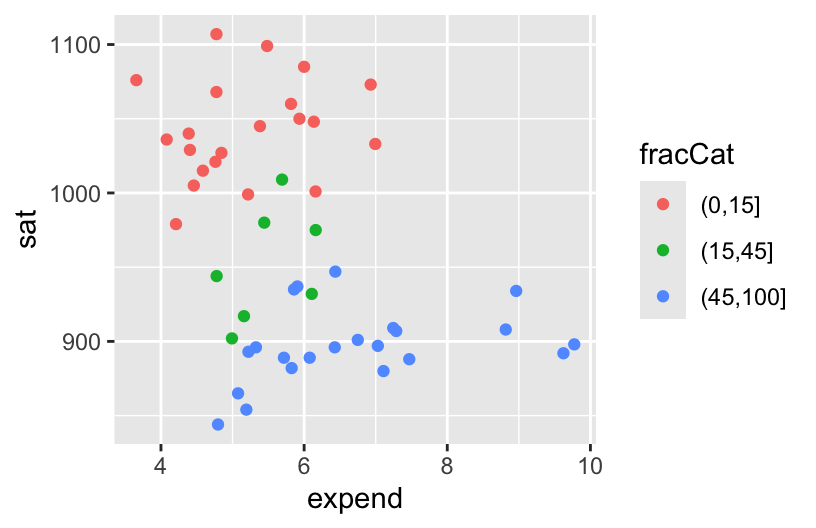 1100
1000
900
sat
4 6 8 10
expend
fracCat
(0,15]
(15,45]
(45,100]